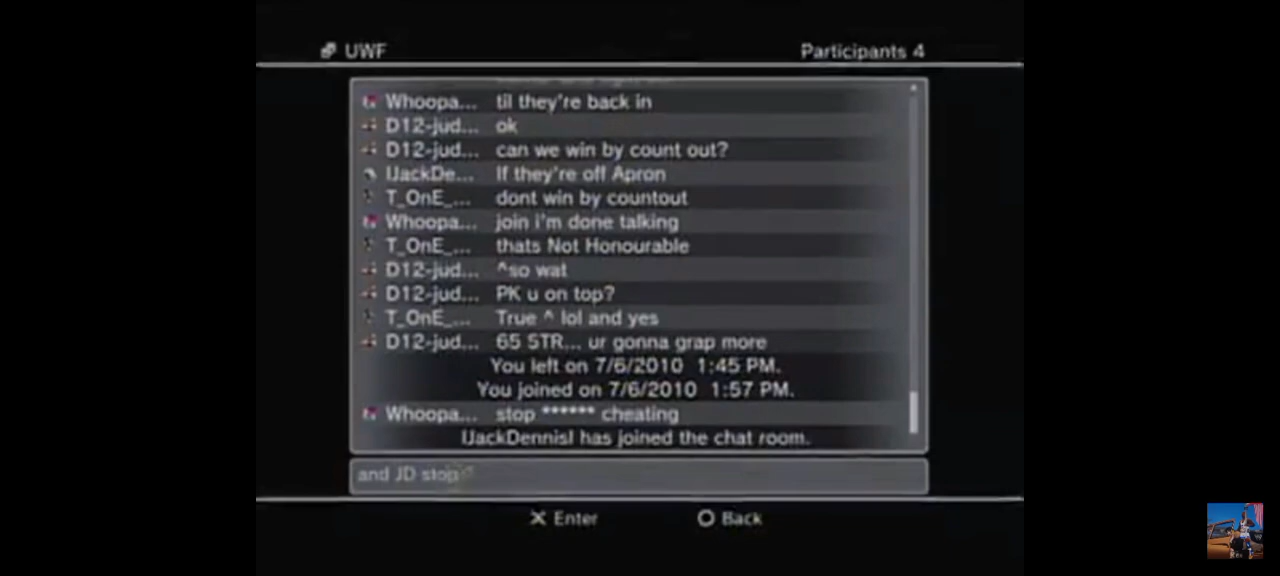 UWF Participants 4
Whoopa... til they're back in
D12-jud... ok
D12-jud... can we win by count out?
IJackDe... If they're off Apron
T_OnE_... dont win by countout
Whoopa... join i'm done talking
T_OnE_... thats Not Honourable
D12-jud... ^so wat
D12-jud... PK u on top?
T_OnE_... True ^ lol and yes
D12-jud... 65 STR... ur gonna grap more
You left on 7/6/2010 1:45 PM.
You joined on 7/6/2010 1:57 PM.
Whoopa... stop ****** cheating
IJackDennisI has joined the chat room.
and JD stop
Enter Back